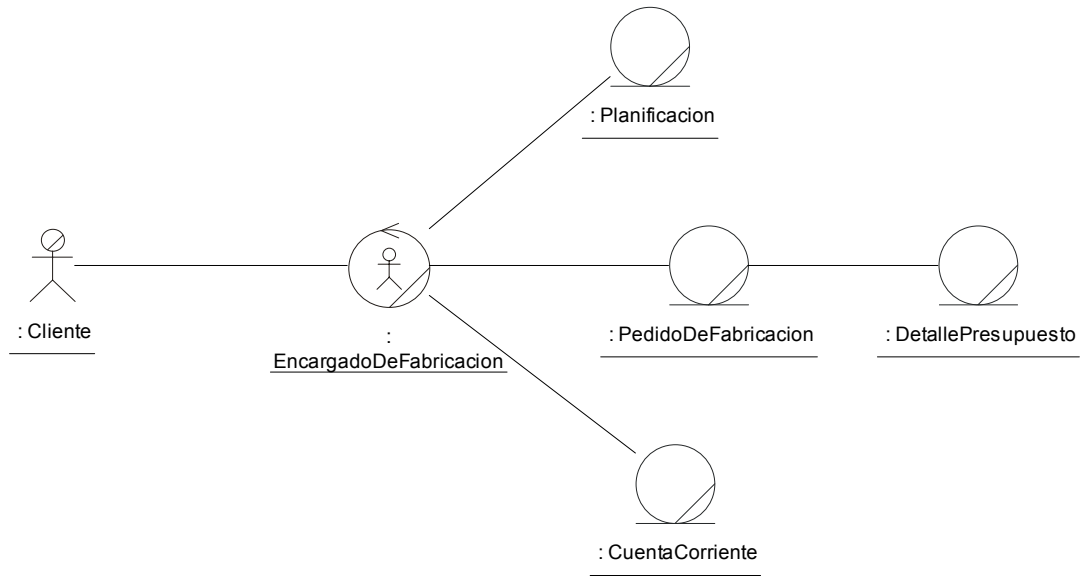 : Planificacion
: Cliente
:
EncargadoDeFabricacion
: PedidoDeFabricacion
: DetallePresupuesto
: CuentaCorriente